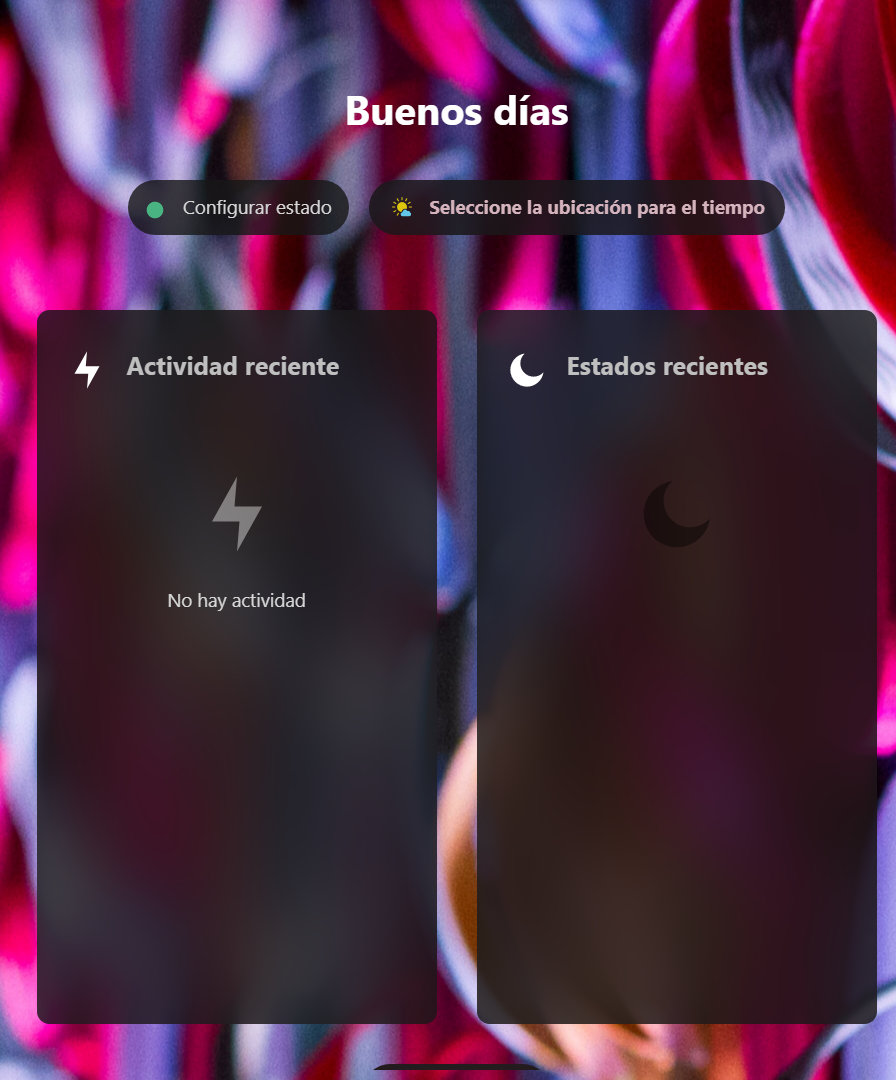 Buenos días
Configurar estado
Seleccione la ubicación para el tiempo
Actividad reciente
Estados recientes
No hay actividad